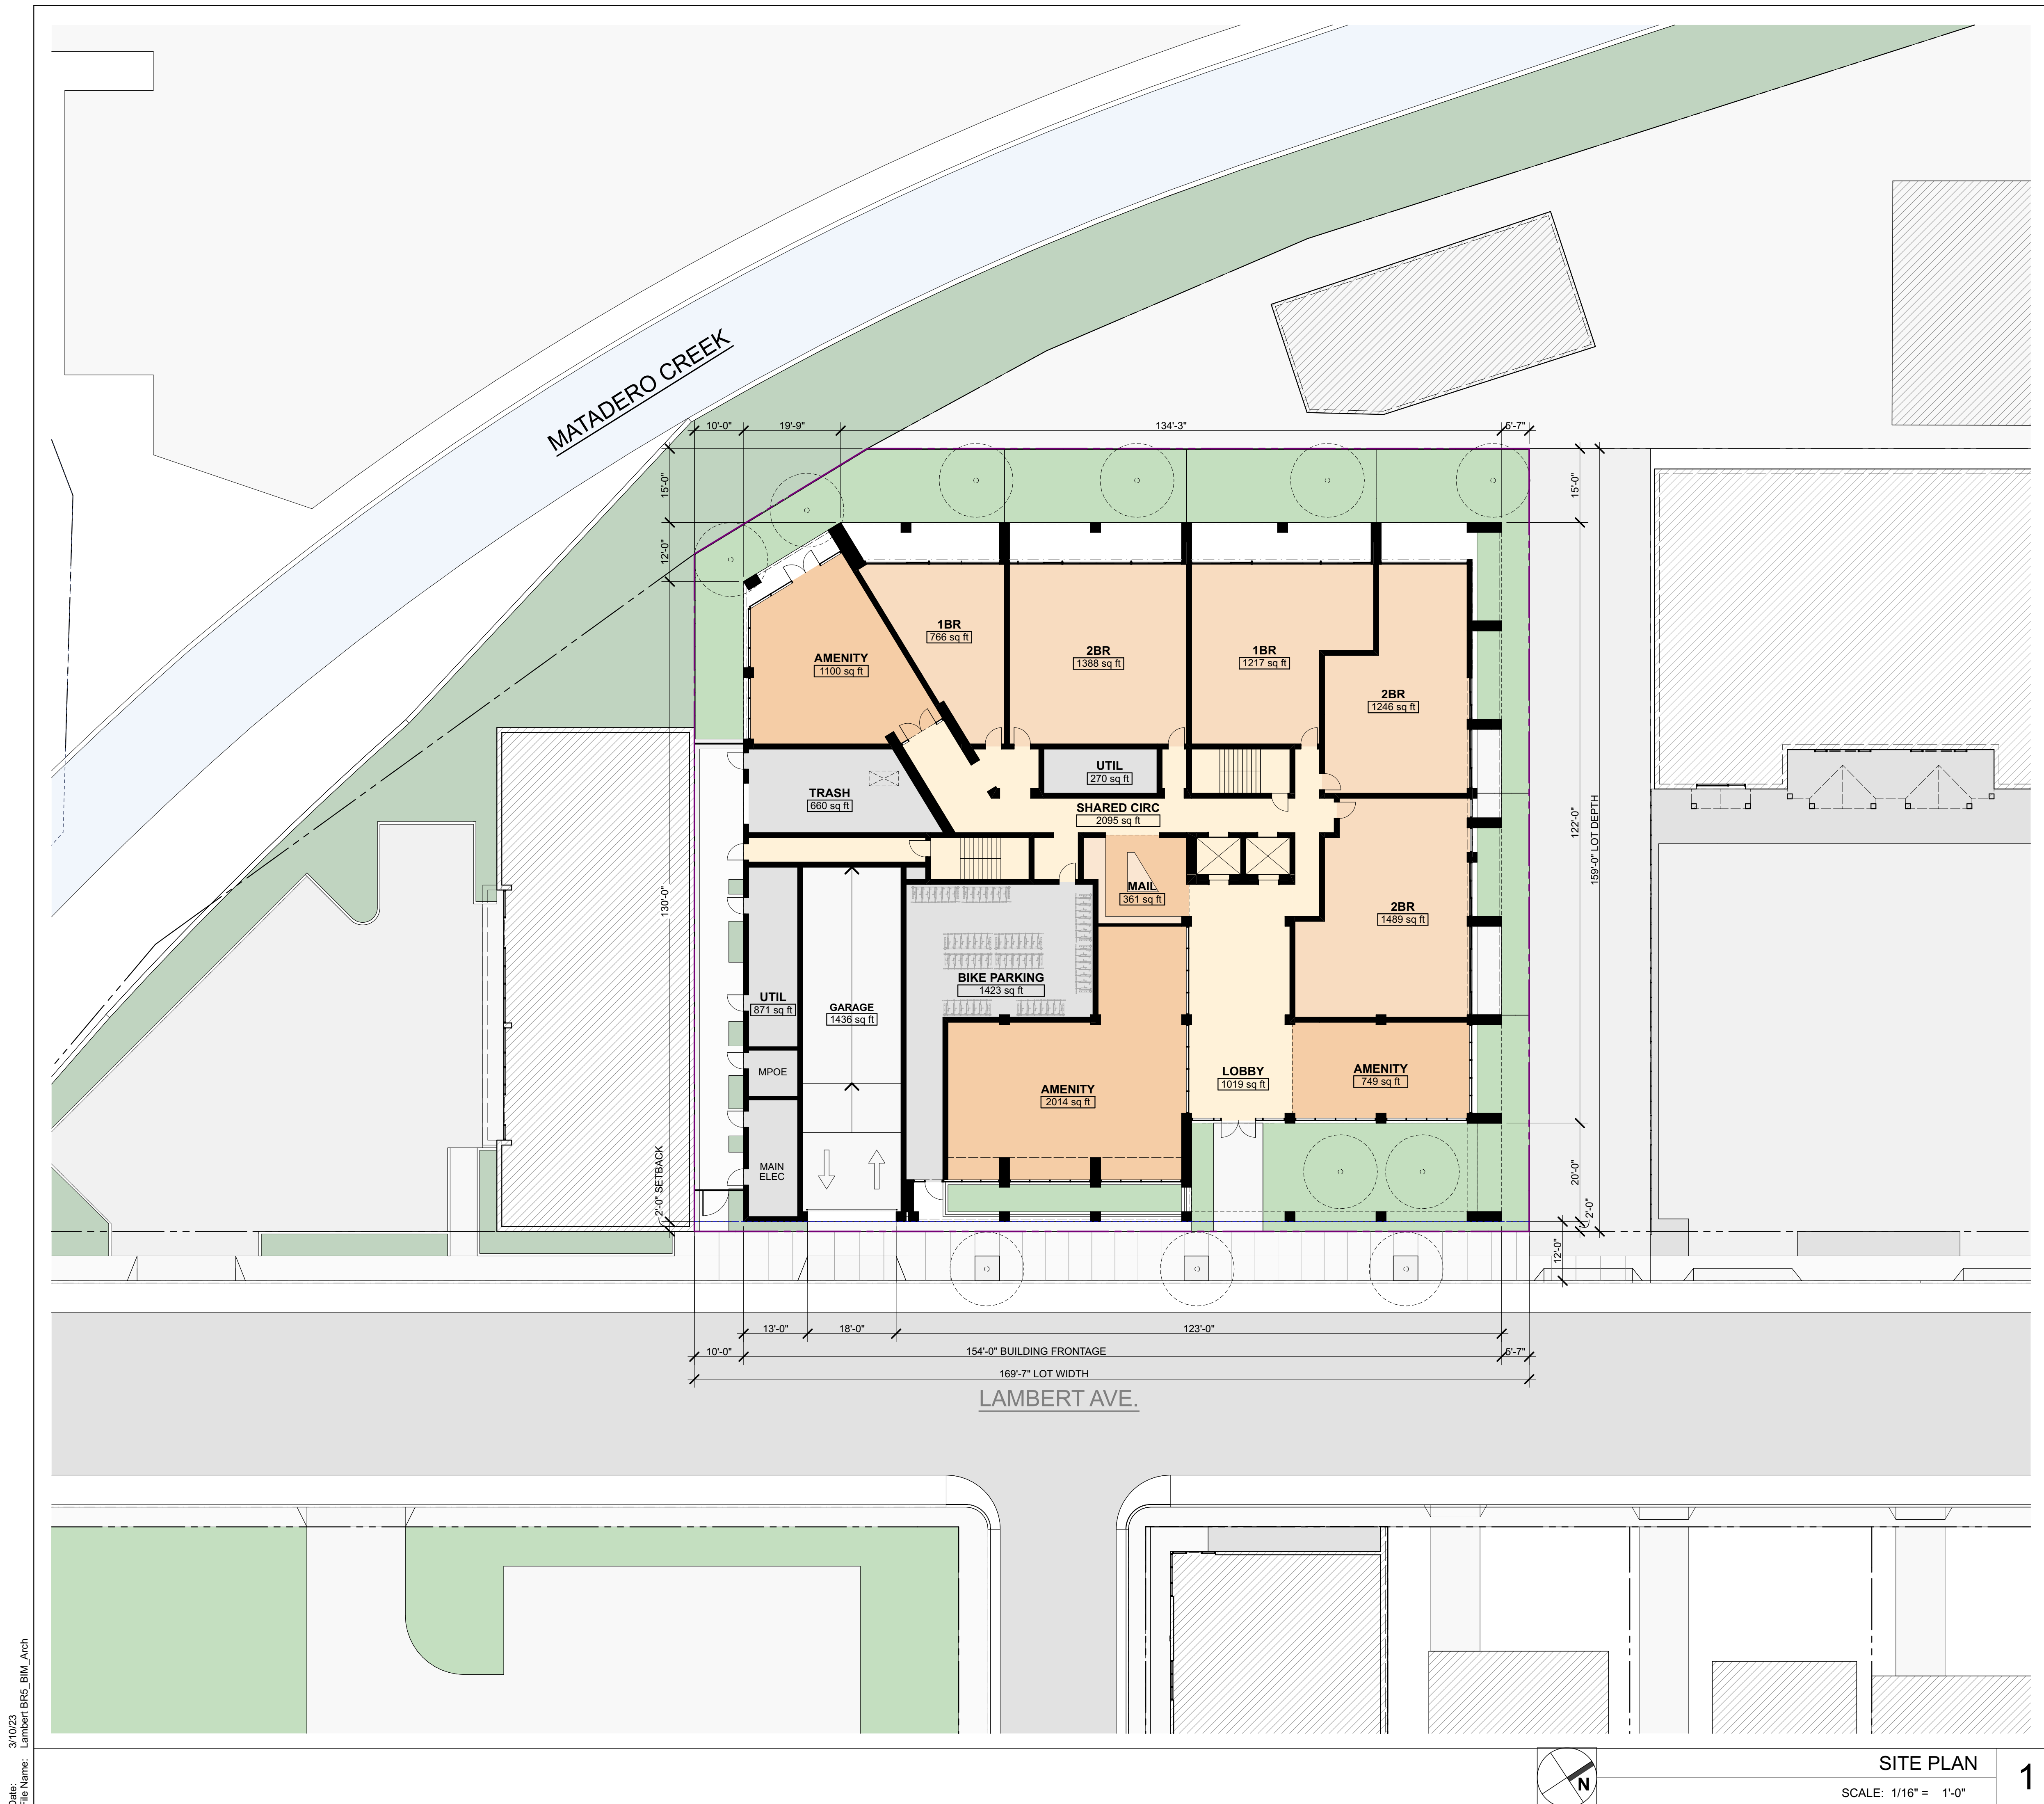 MATADERO CREEK
10'-0"
19'-9"
134'-3"
5'-7"
15'-0"
15'-0"
12'-0"
1BR
766 sq ft
2BR
1388 sq ft
1BR
1217 sq ft
AMENITY
1100 sq ft
2BR
1246 sq ft
UTIL
270 sq ft
TRASH
660 sq ft
SHARED CIRC
2095 sq ft
122'-0"
159'-0" LOT DEPTH
130'-0"
MAIL
361 sq ft
2BR
1489 sq ft
BIKE PARKING
1423 sq ft
UTIL
871 sq ft
GARAGE
1436 sq ft
MPOE
LOBBY
1019 sq ft
AMENITY
749 sq ft
AMENITY
2014 sq ft
MAIN
ELEC
2'-0" SETBACK
20'-0"
2'-0"
12'-0"
13'-0"
18'-0"
123'-0"
10'-0"
154'-0" BUILDING FRONTAGE
5'-7"
169'-7" LOT WIDTH
LAMBERT AVE.
Date: 3/10/23
File Name: Lambert BR5_BIM_Arch
N
SITE PLAN
1
SCALE: 1/16" = 1'-0"